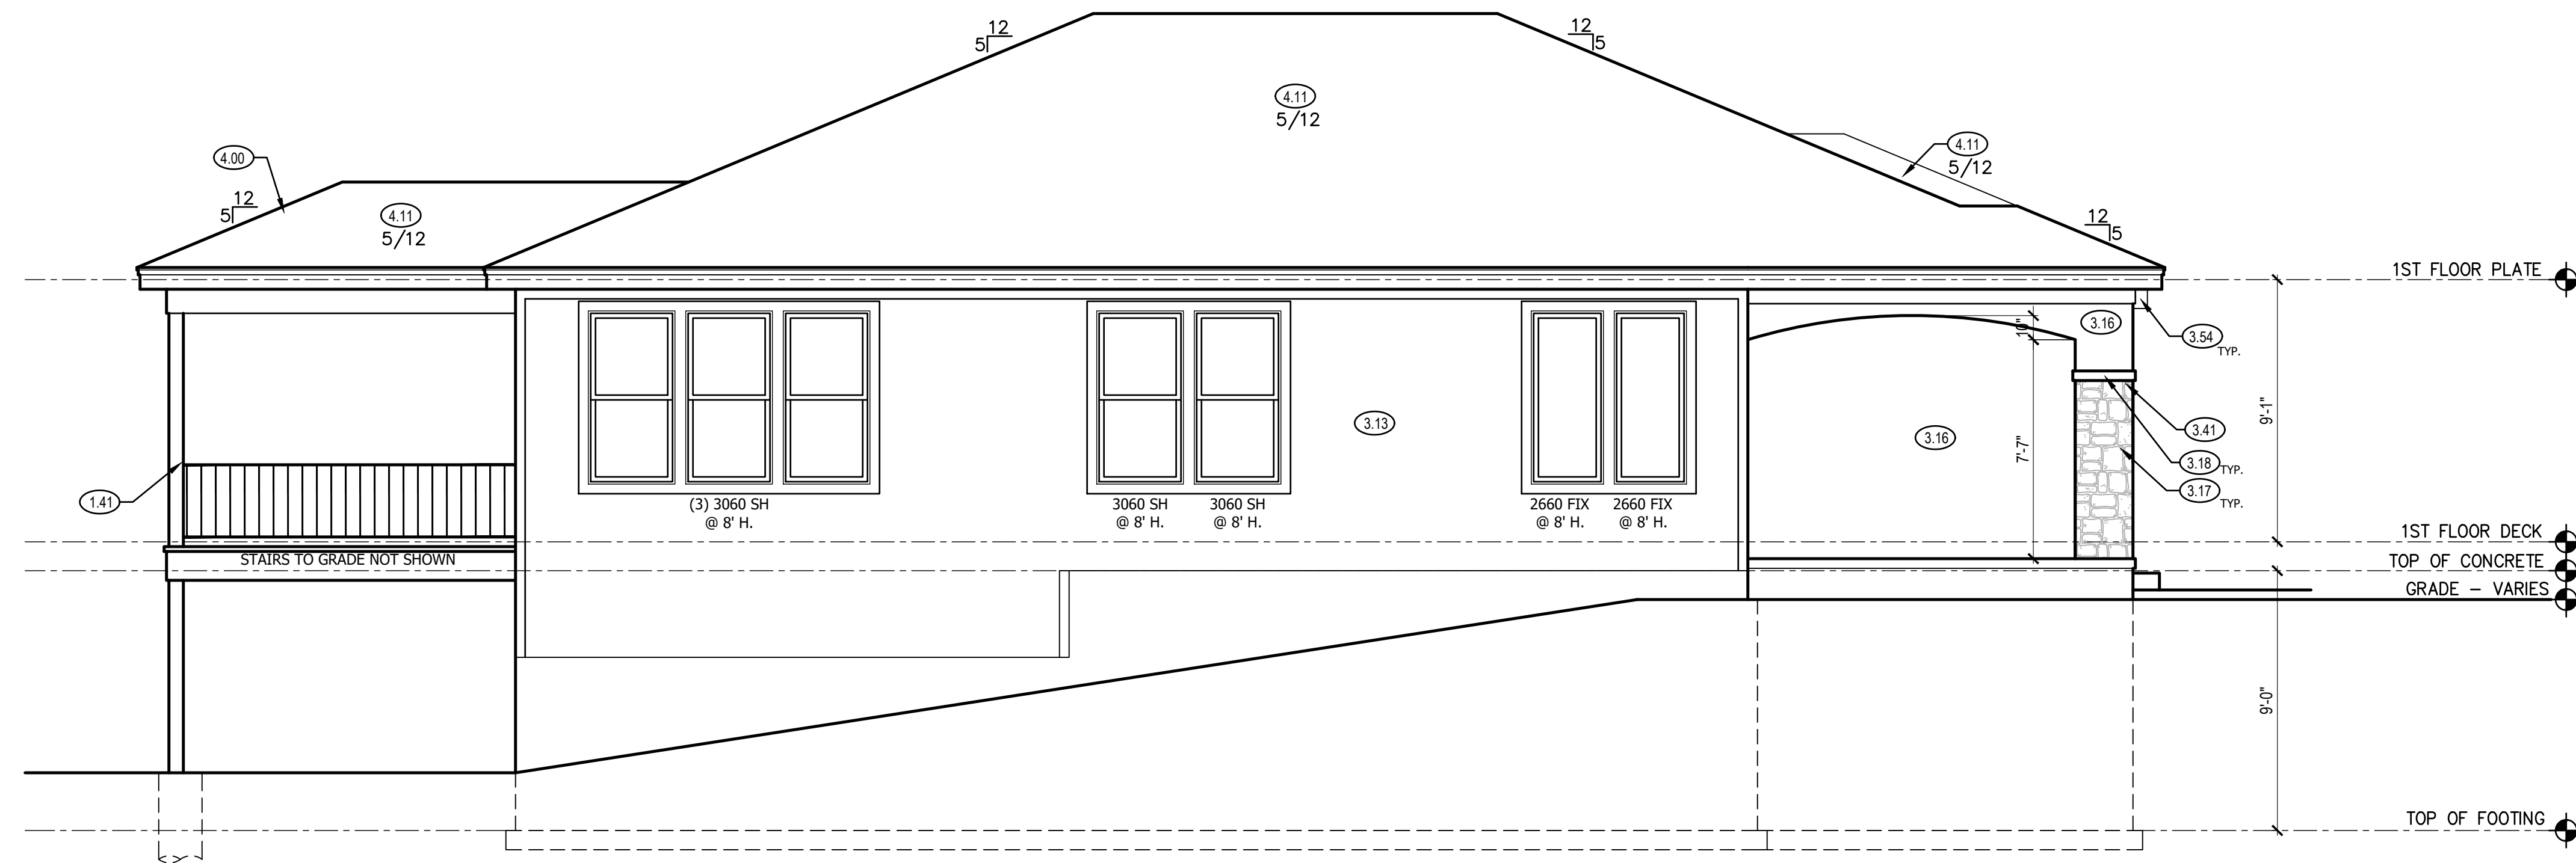 12
5
12
5
4.11
5/12
4.00
4.11
5/12
12
5
4.11
5/12
12
5
1ST FLOOR PLATE
3.16
10"
3.54
TYP.
9'-1"
3.13
3.16
7'-7"
3.41
3.18
TYP.
3.17
TYP.
1.41
(3) 3060 SH
@ 8' H.
3060 SH
@ 8' H.
3060 SH
@ 8' H.
2660 FIX
@ 8' H.
2660 FIX
@ 8' H.
1ST FLOOR DECK
STAIRS TO GRADE NOT SHOWN
TOP OF CONCRETE
GRADE - VARIES
9'-0"
TOP OF FOOTING